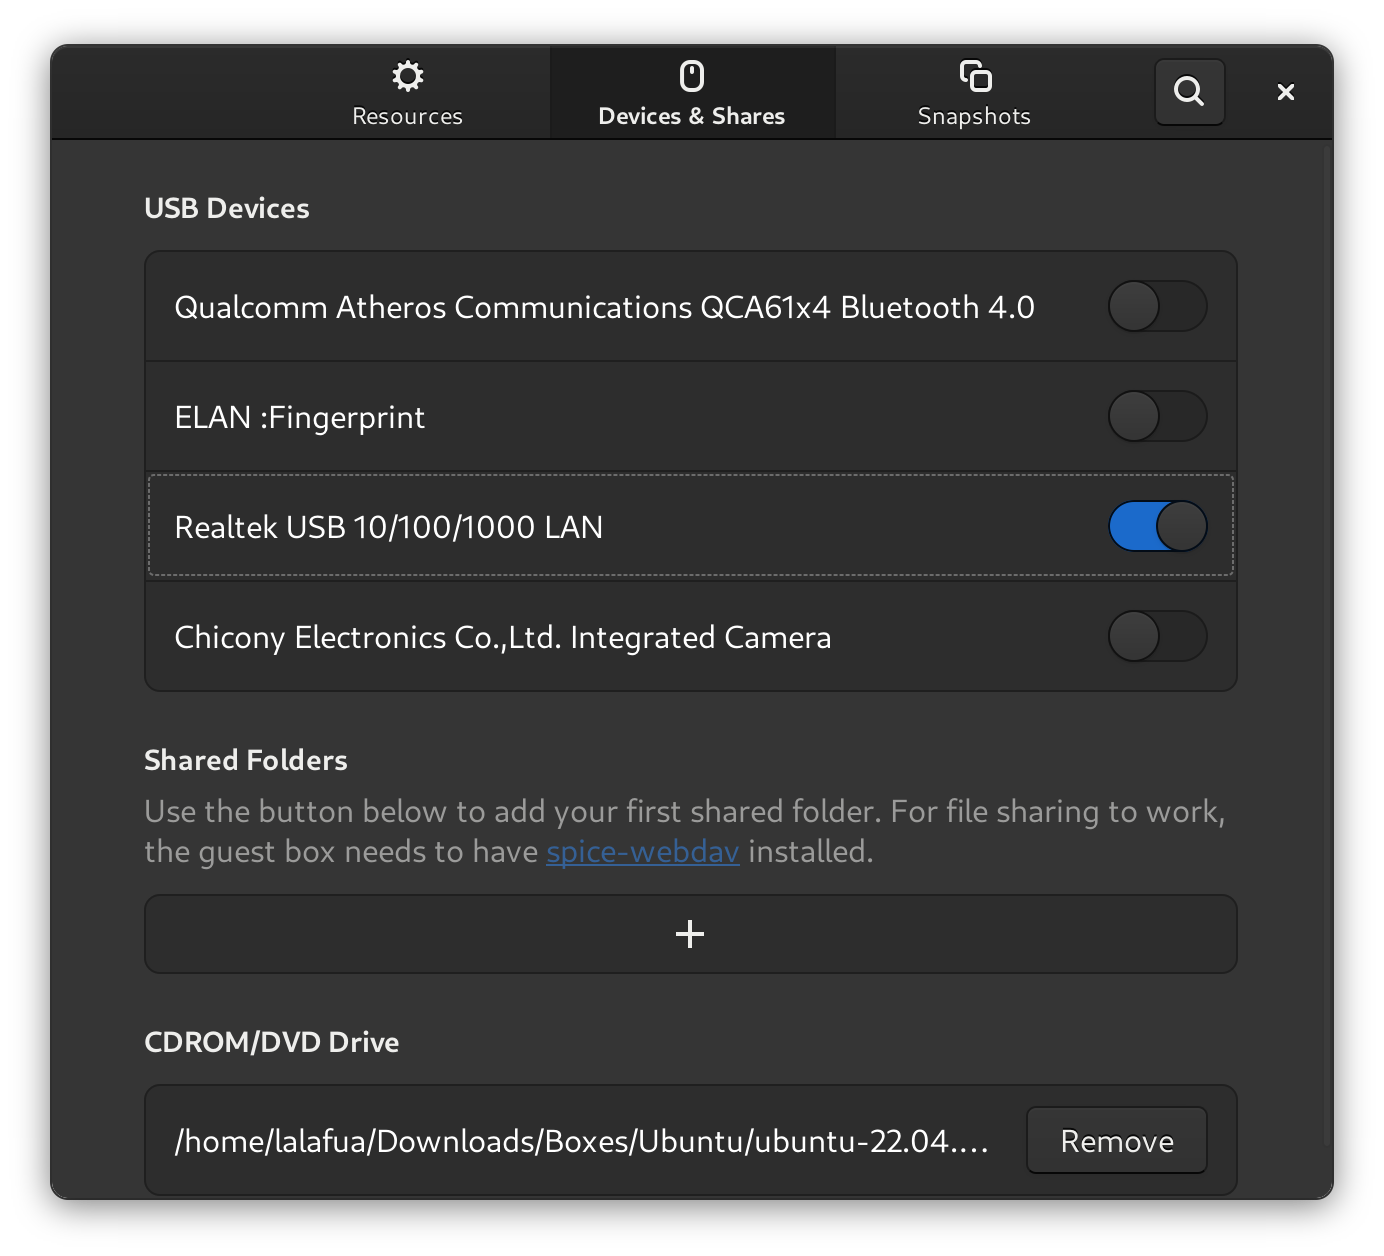 Resources
Devices & Shares
Snapshots
USB Devices
Qualcomm Atheros Communications QCA61x4 Bluetooth 4.0
ELAN :Fingerprint
Realtek USB 10/100/1000 LAN
Chicony Electronics Co.,Ltd. Integrated Camera
Shared Folders
Use the button below to add your first shared folder. For file sharing to work,
the guest box needs to have spice-webdav installed.
CDROM/DVD Drive
/home/lalafua/Downloads/Boxes/Ubuntu/ubuntu-22.04....
Remove